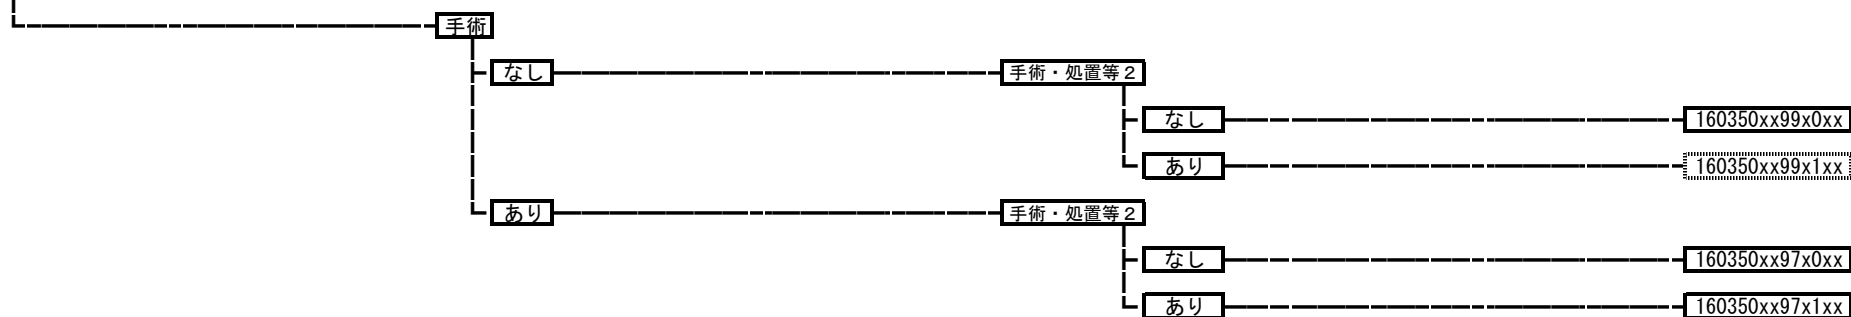 手術
なし 手術・処置等２
なし 160350xx99x0xx
あり 160350xx99x1xx
あり 手術・処置等２
なし 160350xx97x0xx
あり 160350xx97x1xx